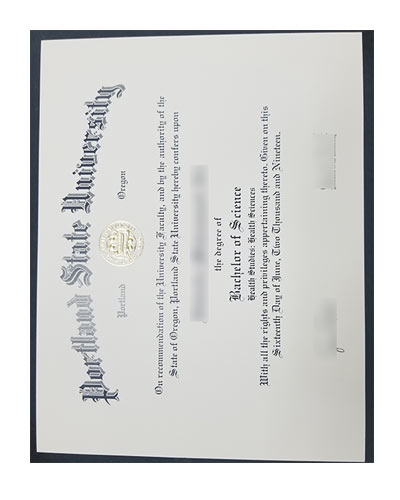 Portland State University
Portland Oregon
On recommendation of the University Faculty, and by the authority of the
State of Oregon, Portland State University hereby confers upon
the degree of
Bachelor of Science
Health Studies: Health Sciences
With all the rights and privileges appertaining thereto. Given on this
Sixteenth Day of June, Two Thousand and Nineteen.